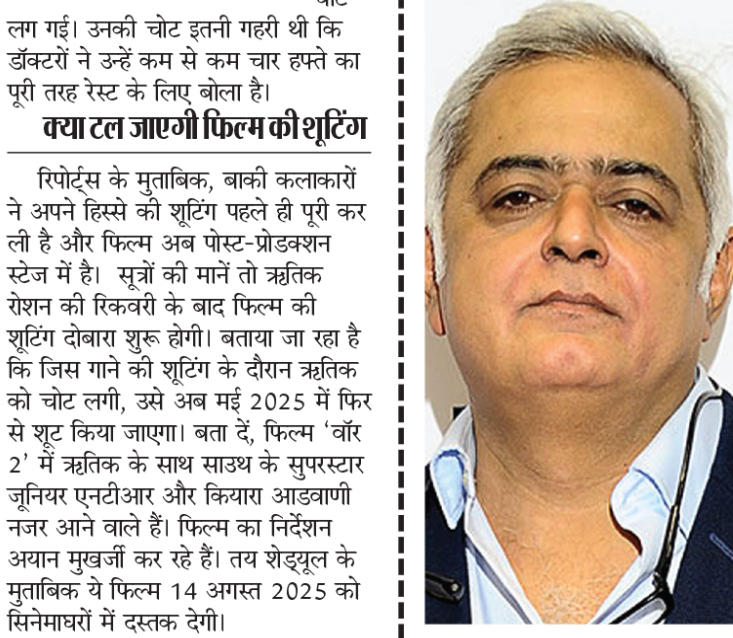 चोट
लग गई। उनकी चोट इतनी गहरी थी कि
डॉक्टरों ने उन्हें कम से कम चार हफ्ते का
पूरी तरह रेस्ट के लिए बोला है।
क्या टल जाएगी फिल्म की शूटिंग
रिपोर्ट्स के मुताबिक, बाकी कलाकारों
ने अपने हिस्से की शूटिंग पहले ही पूरी कर
ली है और फिल्म अब पोस्ट-प्रोडक्शन
स्टेज में है। सूत्रों की मानें तो ऋतिक
रोशन की रिकवरी के बाद फिल्म की
शूटिंग दोबारा शुरू होगी। बताया जा रहा है
कि जिस गाने की शूटिंग के दौरान ऋतिक
को चोट लगी, उसे अब मई 2025 में फिर
से शूट किया जाएगा। बता दें, फिल्म ‘वॉर
2’ में ऋतिक के साथ साउथ के सुपरस्टार
जूनियर एनटीआर और कियारा आडवाणी
नजर आने वाले हैं। फिल्म का निर्देशन
अयान मुखर्जी कर रहे हैं। तय शेड्यूल के
मुताबिक ये फिल्म 14 अगस्त 2025 को
सिनेमाघरों में दस्तक देगी।